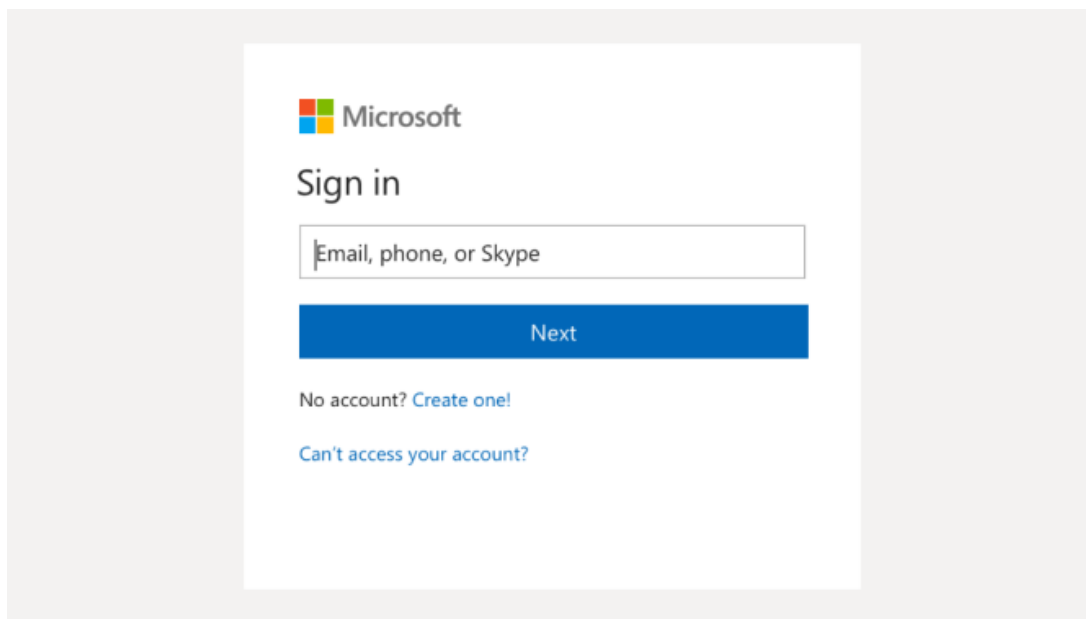 Microsoft
Sign in
Email, phone, or Skype
Next
No account? Create one!
Can't access your account?